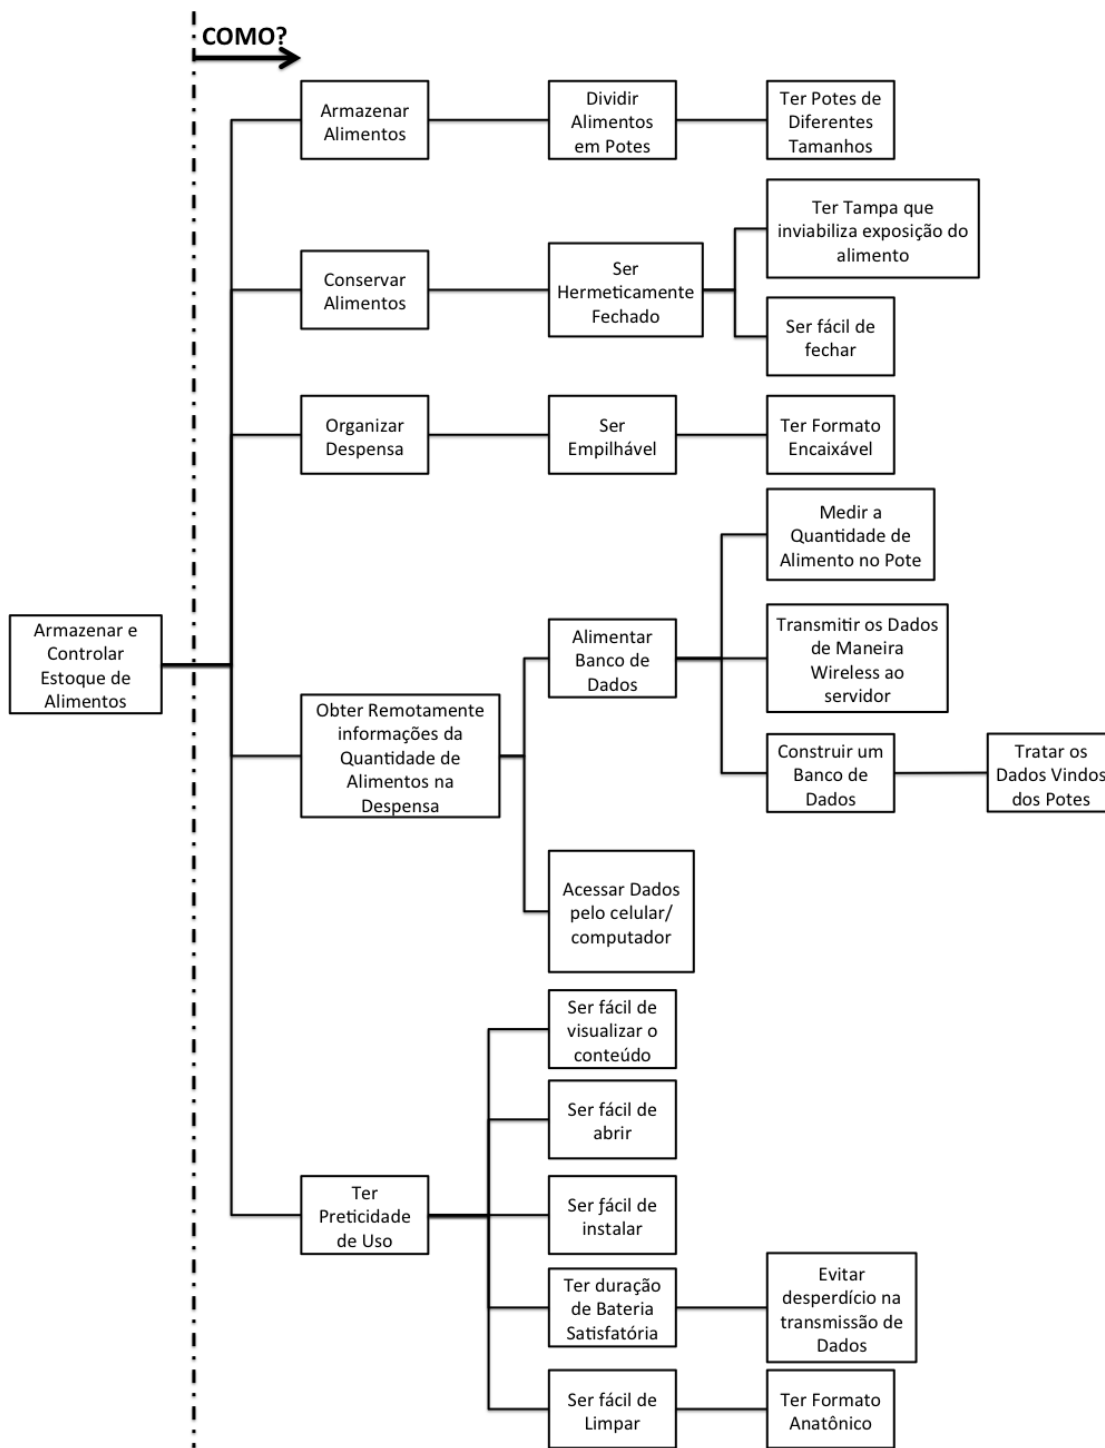 COMO?
Armazenar
Alimentos
Dividir
Alimentos
em Potes
Ter Potes de
Diferentes
Tamanhos
Conservar
Alimentos
Ser
Hermeticamente
Fechado
Ter Tampa que
inviabiliza exposição do
alimento
Ser fácil de
fechar
Organizar
Despensa
Ser
Empilhável
Ter Formato
Encaixável
Armazenar e
Controlar
Estoque de
Alimentos
Obter Remotamente
informações da
Quantidade de
Alimentos na
Despensa
Alimentar
Banco de
Dados
Medir a
Quantidade de
Alimento no Pote
Transmitir os Dados
de Maneira
Wireless ao
servidor
Construir um
Banco de
Dados
Tratar os
Dados Vindos
dos Potes
Acessar Dados
pelo celular/
computador
Ter
Preticidade
de Uso
Ser fácil de
visualizar o
conteúdo
Ser fácil de
abrir
Ser fácil de
instalar
Ter duração
de Bateria
Satisfatória
Evitar
desperdício na
transmissão de
Dados
Ser fácil de
Limpar
Ter Formato
Anatônico